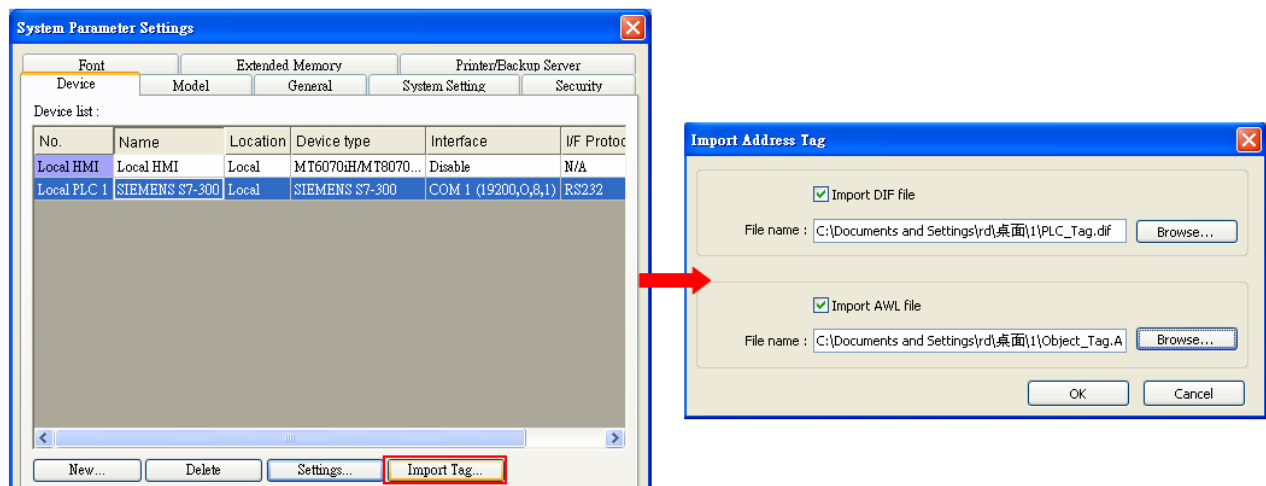 System Parameter Settings
Font Extended Memory Printer/Backup Server
Device Model General System Setting Security
Device list :
No. Name Location Device type Interface I/F Protoc
Local HMI Local HMI Local MT6070iH/MT8070... Disable N/A
Local PLC 1 SIEMENS S7-300 Local SIEMENS S7-300 COM 1 (19200,O,8,1) RS232
New... Delete Settings... Import Tag...
Import Address Tag
Import DIF file
File name : C:\Documents and Settings\rd\桌面\1\PLC_Tag.dif Browse...
Import AWL file
File name : C:\Documents and Settings\rd\桌面\1\Object_Tag.A Browse...
OK Cancel